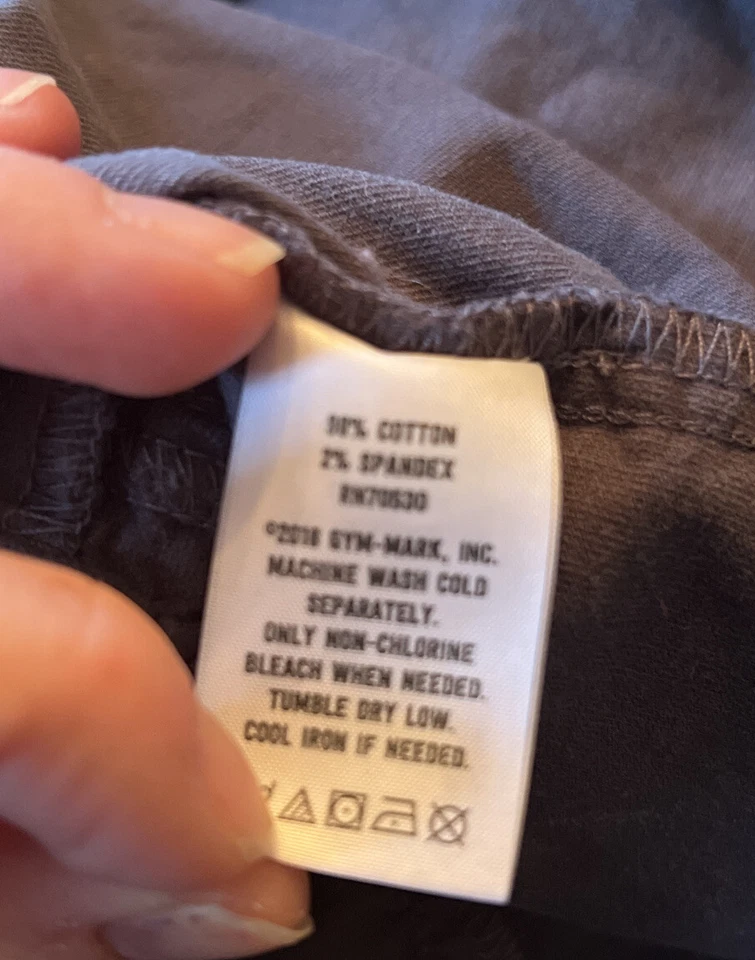 98% COTTON
2% SPANDEX
RN70630
©2018 GYM-MARK, INC.
MACHINE WASH COLD
SEPARATELY.
ONLY NON-CHLORINE
BLEACH WHEN NEEDED.
TUMBLE DRY LOW.
COOL IRON IF NEEDED.